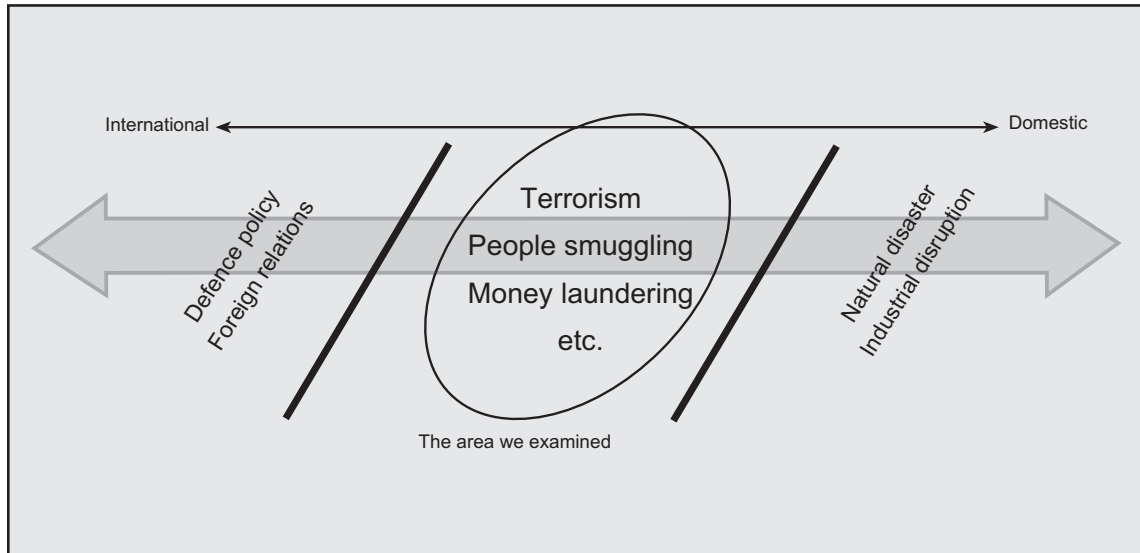 International
Domestic
Defence policy
Foreign relations
Terrorism
People smuggling
Money laundering
etc.
Natural disaster
Industrial disruption
The area we examined